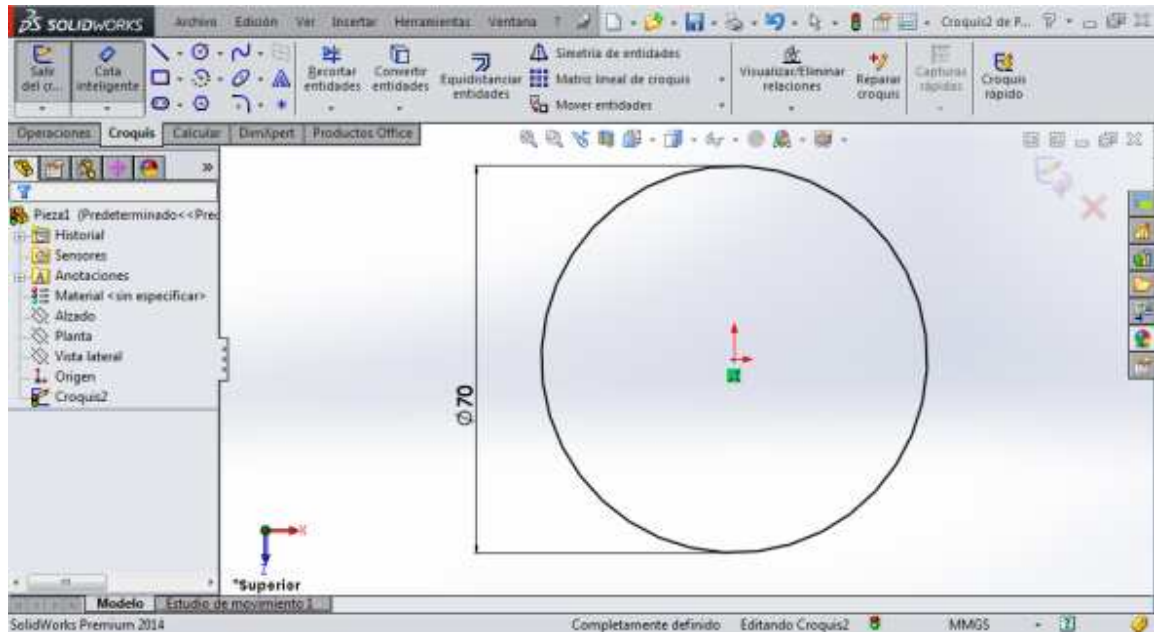 SOLIDWORKS Archivo Edición Ver Insertar Herramientas Ventana ? Croquis2 de P...
Salir del cr...
Cota inteligente
Recortar entidades
Convertir entidades
Equidistanciar entidades
Simetría de entidades
Matriz lineal de croquis
Mover entidades
Visualizar/Eliminar relaciones
Reparar croquis
Capturas rápidas
Croquis rápido
Operaciones Croquis Calcular DimXpert Productos Office
Pieza1 (Predeterminado<<Pred
Historial
Sensores
Anotaciones
Material <sin especificar>
Alzado
Planta
Vista lateral
Origen
Croquis2
∅70
X
Z
*Superior
Modelo Estudio de movimiento 1
SolidWorks Premium 2014 Completamente definido Editando Croquis2 MMGS